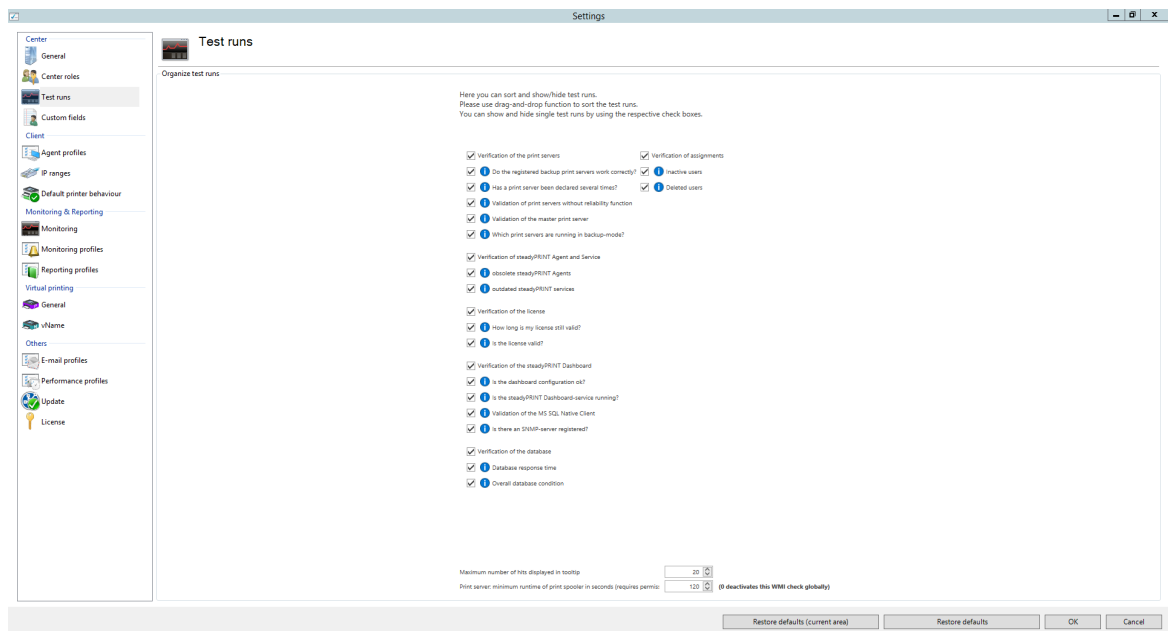 Settings
Center
General
Center roles
Test runs
Custom fields
Client
Agent profiles
IP ranges
Default printer behaviour
Monitoring & Reporting
Monitoring
Monitoring profiles
Reporting profiles
Virtual printing
General
vName
Others
E-mail profiles
Performance profiles
Update
License
Test runs
Organize test runs
Here you can sort and show/hide test runs.
Please use drag-and-drop function to sort the test runs.
You can show and hide single test runs by using the respective check boxes.
Verification of the print servers
Do the registered backup print servers work correctly?
Has a print server been declared several times?
Validation of print servers without reliability function
Validation of the master print server
Which print servers are running in backup-mode?
Verification of steadyPRINT Agent and Service
obsolete steadyPRINT Agents
outdated steadyPRINT services
Verification of the license
How long is my license still valid?
Is the license valid?
Verification of the steadyPRINT Dashboard
Is the dashboard configuration ok?
Is the steadyPRINT Dashboard-service running?
Validation of the MS SQL Native Client
Is there an SNMP-server registered?
Verification of the database
Database response time
Overall database condition
Verification of assignments
Inactive users
Deleted users
Maximum number of hits displayed in tooltip 20
Print server: minimum runtime of print spooler in seconds (requires permis: 120 (0 deactivates this WMI check globally)
Restore defaults (current area) Restore defaults OK Cancel